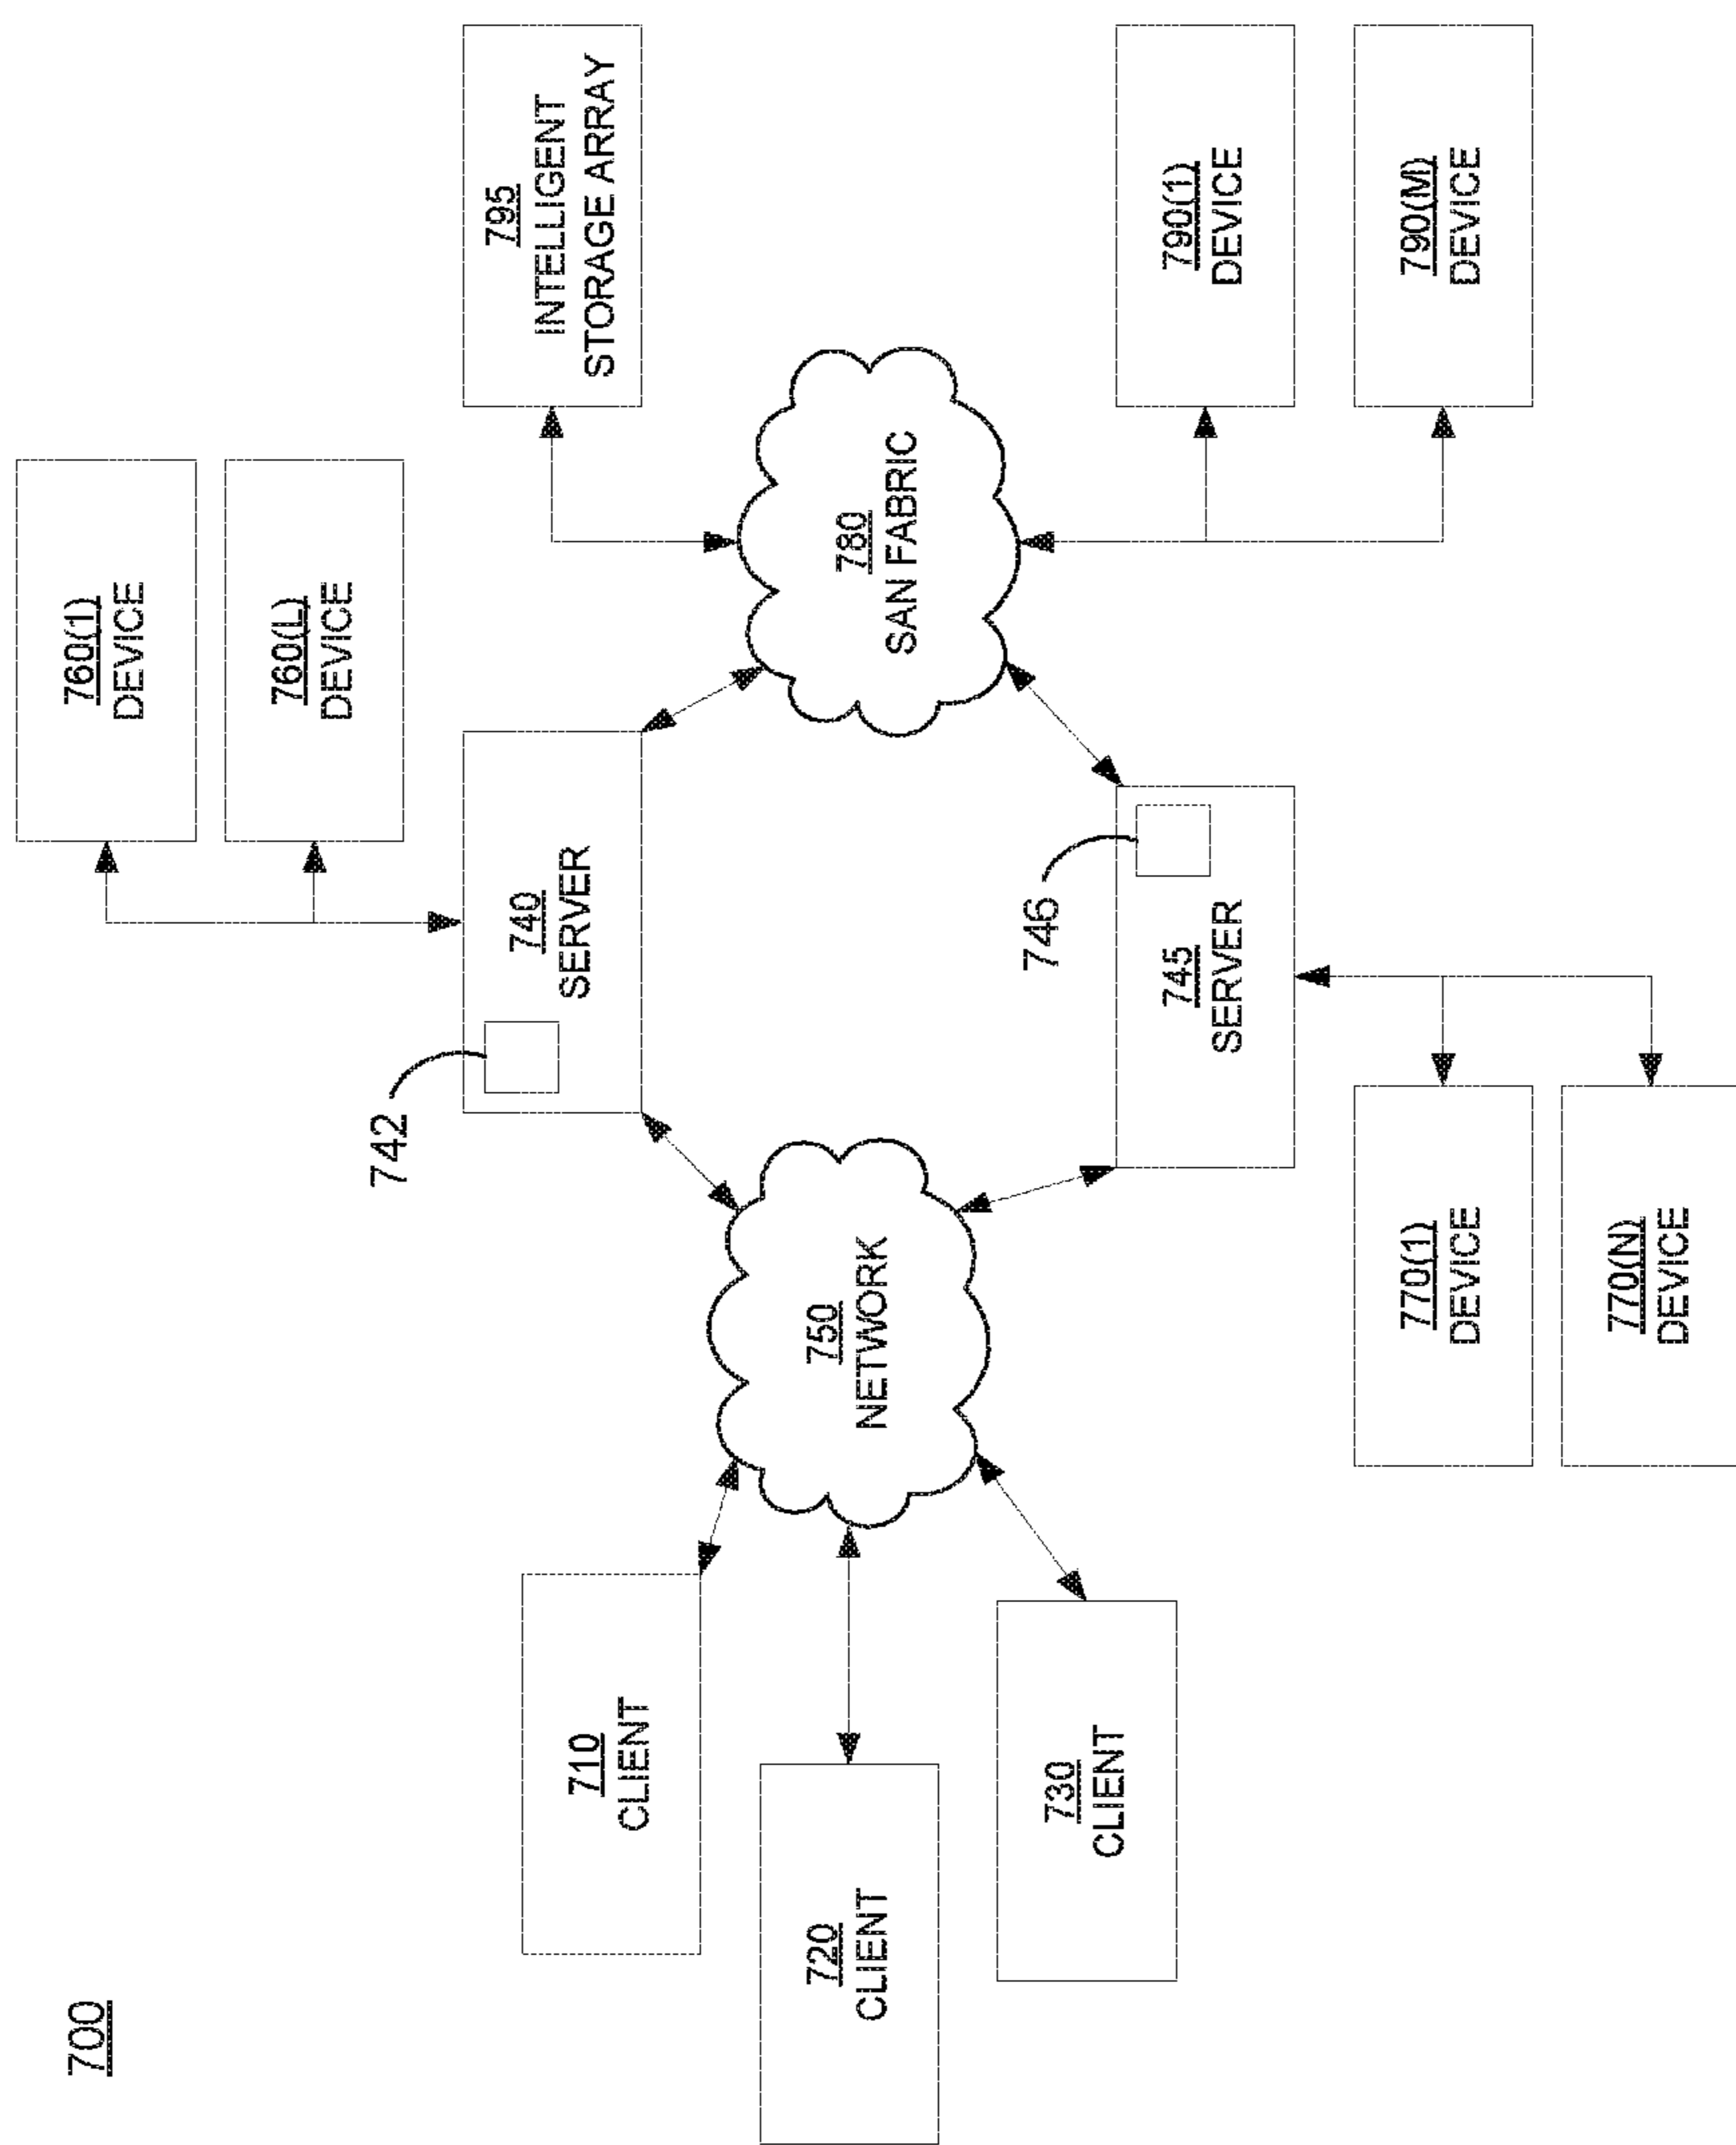 700
760(1)
DEVICE
760(L)
DEVICE
795
INTELLIGENT
STORAGE ARRAY
742
740
SERVER
710
CLIENT
720
CLIENT
730
CLIENT
750
NETWORK
780
SAN FABRIC
746
745
SERVER
770(1)
DEVICE
770(N)
DEVICE
790(1)
DEVICE
790(M)
DEVICE